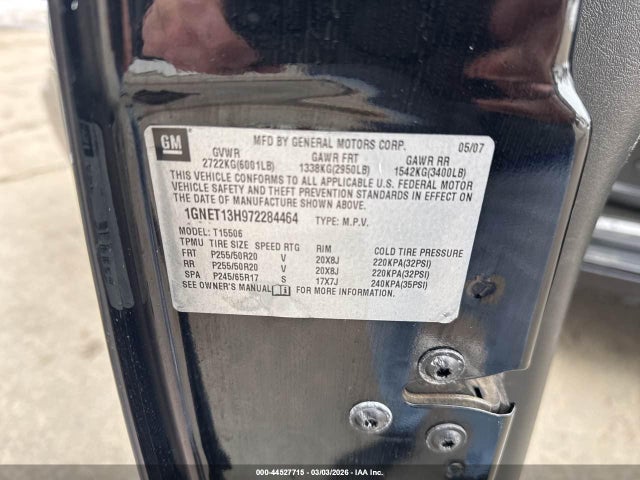 GM
MFD BY GENERAL MOTORS CORP. 05/07
GVWR GAWR FRT GAWR RR
2722KG(6001LB) 1338KG(2950LB) 1542KG(3400LB)
THIS VEHICLE CONFORMS TO ALL APPLICABLE U.S. FEDERAL MOTOR
VEHICLE SAFETY AND THEFT PREVENTION STANDARDS IN EFFECT ON
THE DATE OF MANUFACTURE SHOWN ABOVE.
1GNET13H972284464 TYPE: M.P.V.
MODEL: T15506
TPMU TIRE SIZE SPEED RTG RIM COLD TIRE PRESSURE
FRT P255/50R20 V 20X8J 220KPA(32PSI)
RR P255/50R20 V 20X8J 220KPA(32PSI)
SPA P245/65R17 S 17X7J 240KPA(35PSI)
SEE OWNER'S MANUAL FOR MORE INFORMATION.
000-44527715 | 03/03/2026 | IAA Inc.